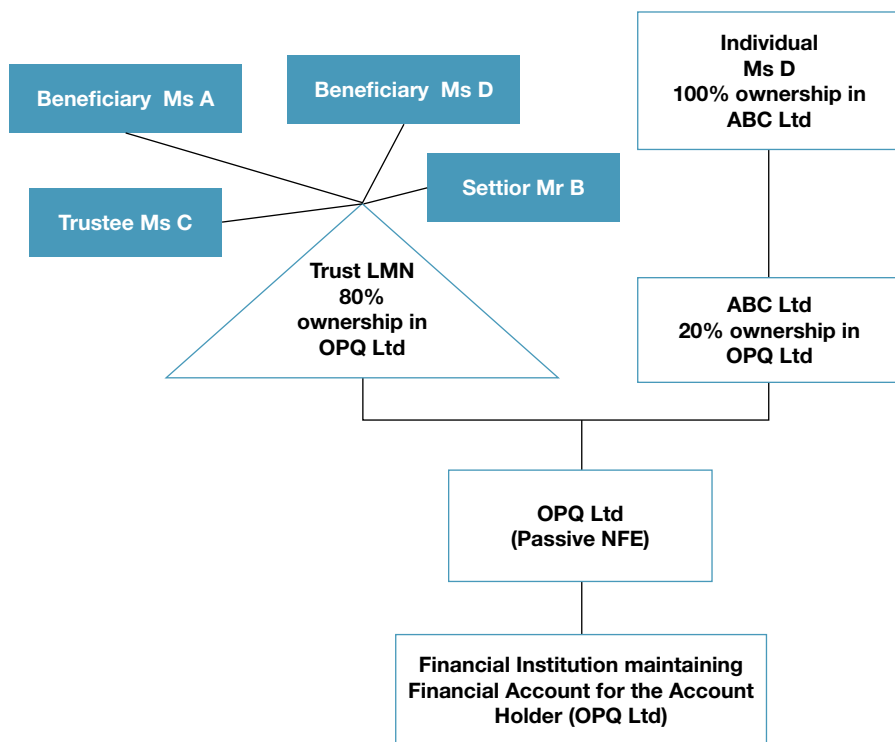 Individual
Ms D
100% ownership in
ABC Ltd
Beneficiary  Ms A
Beneficiary  Ms D
Settior Mr B
Trustee Ms C
Trust LMN
80%
ownership in
OPQ Ltd
ABC Ltd
20% ownership in
OPQ Ltd
OPQ Ltd
(Passive NFE)
Financial Institution maintaining
Financial Account for the Account
Holder (OPQ Ltd)